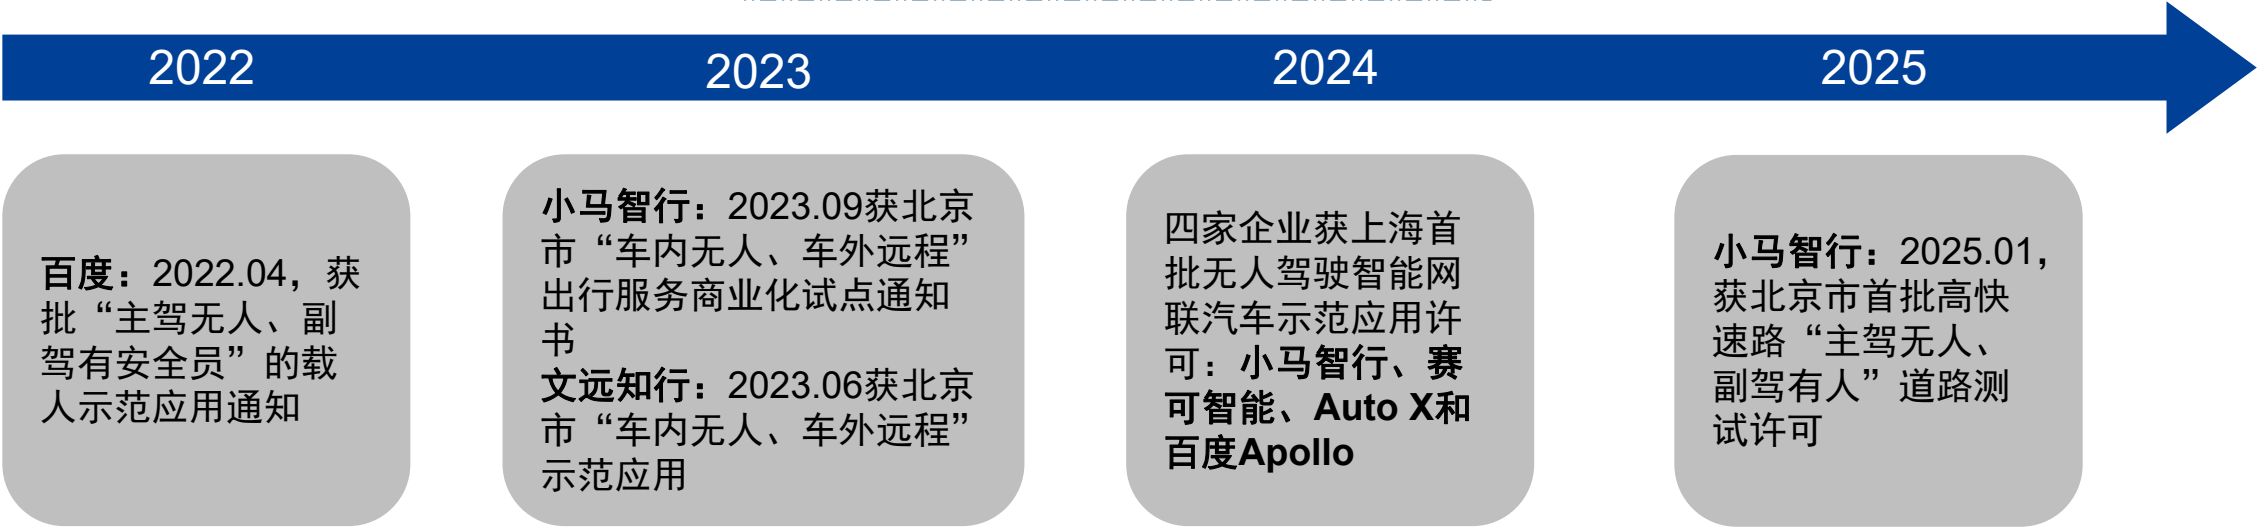 2022
2023
2024
2025
百度：2022.04，获
批“主驾无人、副
驾有安全员”的载
人示范应用通知
小马智行：2023.09获北京
市“车内无人、车外远程”
出行服务商业化试点通知
书
文远知行：2023.06获北京
市“车内无人、车外远程”
示范应用
四家企业获上海首
批无人驾驶智能网
联汽车示范应用许
可：小马智行、赛
可智能、Auto X和
百度Apollo
小马智行：2025.01，
获北京市首批高快
速路“主驾无人、
副驾有人”道路测
试许可